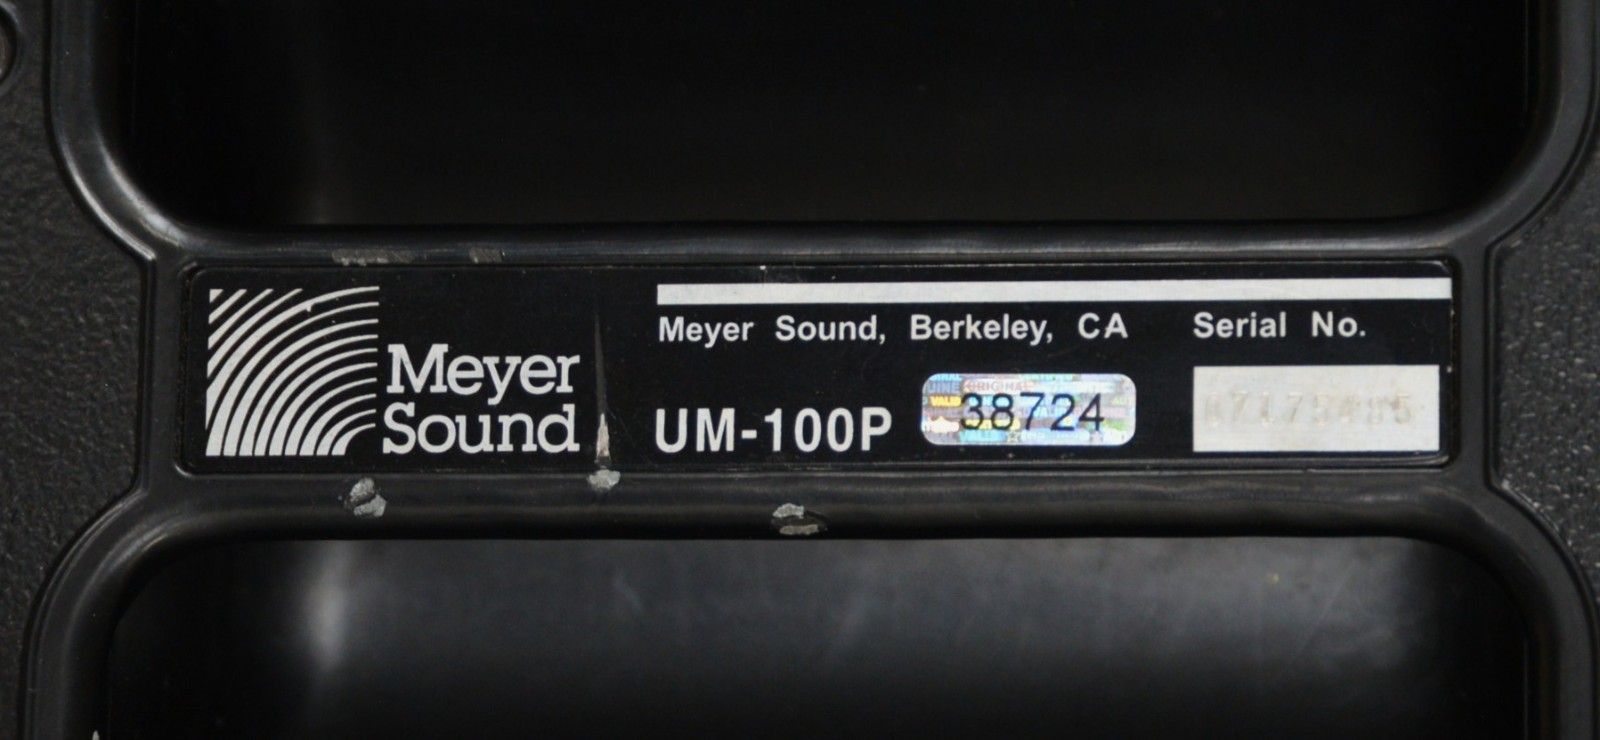 Meyer
Sound
Meyer Sound, Berkeley, CA
UM-100P
38724
Serial No.